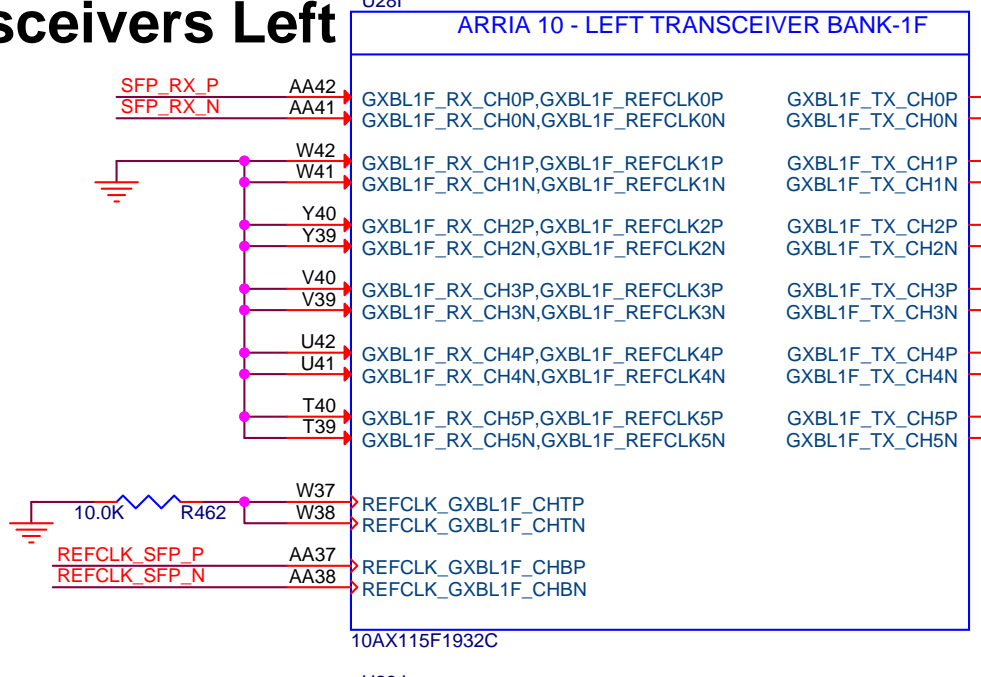 sceivers Left
U28F
ARRIA 10 - LEFT TRANSCEIVER BANK-1F
SFP_RX_P AA42 GXBL1F_RX_CH0P,GXBL1F_REFCLK0P GXBL1F_TX_CH0P
SFP_RX_N AA41 GXBL1F_RX_CH0N,GXBL1F_REFCLK0N GXBL1F_TX_CH0N
W42 GXBL1F_RX_CH1P,GXBL1F_REFCLK1P GXBL1F_TX_CH1P
W41 GXBL1F_RX_CH1N,GXBL1F_REFCLK1N GXBL1F_TX_CH1N
Y40 GXBL1F_RX_CH2P,GXBL1F_REFCLK2P GXBL1F_TX_CH2P
Y39 GXBL1F_RX_CH2N,GXBL1F_REFCLK2N GXBL1F_TX_CH2N
V40 GXBL1F_RX_CH3P,GXBL1F_REFCLK3P GXBL1F_TX_CH3P
V39 GXBL1F_RX_CH3N,GXBL1F_REFCLK3N GXBL1F_TX_CH3N
U42 GXBL1F_RX_CH4P,GXBL1F_REFCLK4P GXBL1F_TX_CH4P
U41 GXBL1F_RX_CH4N,GXBL1F_REFCLK4N GXBL1F_TX_CH4N
T40 GXBL1F_RX_CH5P,GXBL1F_REFCLK5P GXBL1F_TX_CH5P
T39 GXBL1F_RX_CH5N,GXBL1F_REFCLK5N GXBL1F_TX_CH5N
W37 REFCLK_GXBL1F_CHTP
10.0K R462 W38 REFCLK_GXBL1F_CHTN
REFCLK_SFP_P AA37 REFCLK_GXBL1F_CHBP
REFCLK_SFP_N AA38 REFCLK_GXBL1F_CHBN
10AX115F1932C